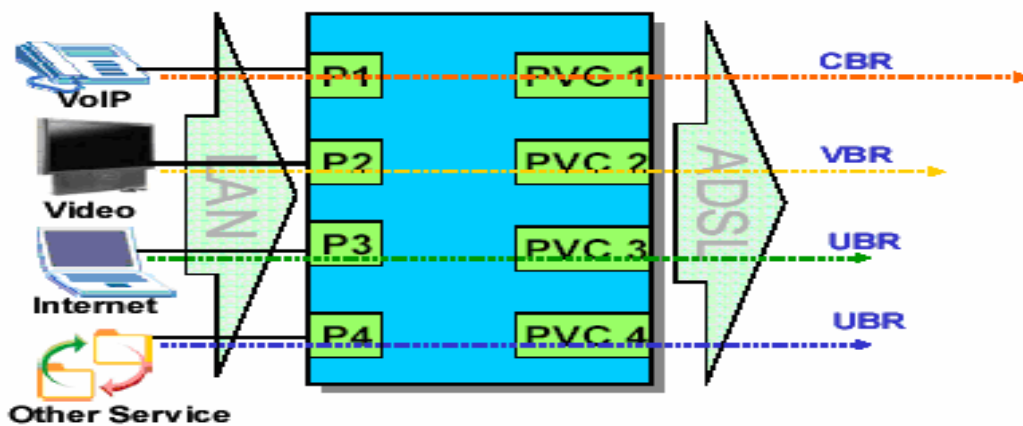 P1 PVC 1 CBR
VoIP
P2 PVC 2 VBR
LAN ADSL
Video
P3 PVC 3 UBR
Internet
P4 PVC 4 UBR
Other Service